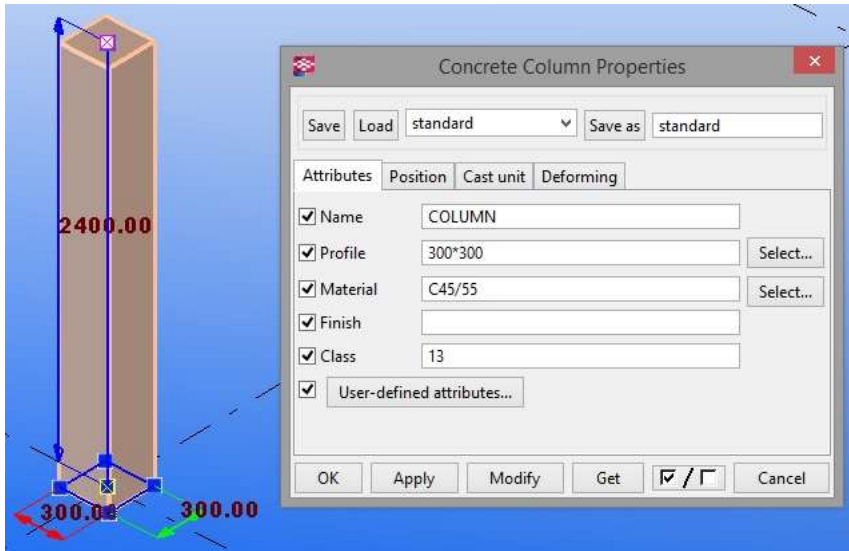 Concrete Column Properties
Save Load standard Save as standard
Attributes Position Cast unit Deforming
Name COLUMN
Profile 300*300 Select...
Material C45/55 Select...
Finish
Class 13
User-defined attributes...
OK Apply Modify Get / Cancel
2400.00
300.00 300.00